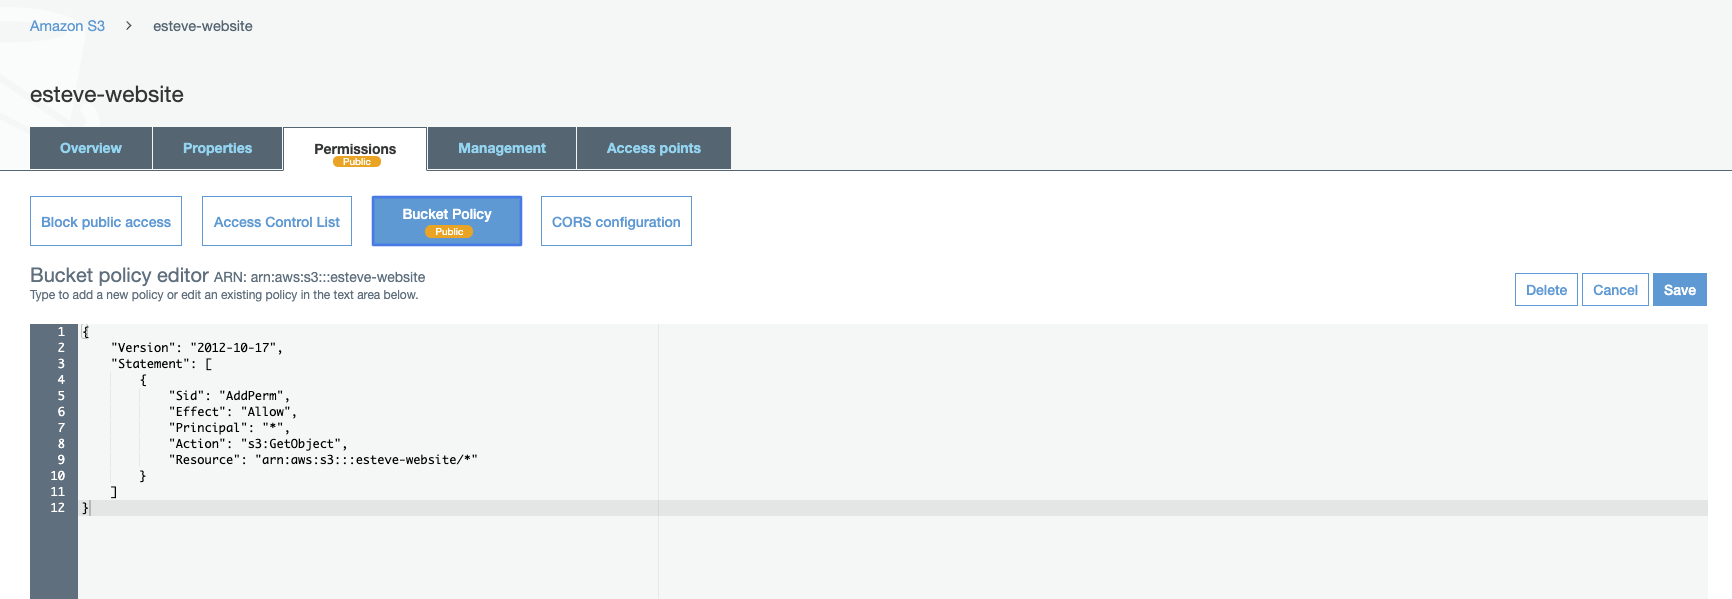 Amazon S3 > esteve-website
esteve-website
Overview Properties Permissions Management Access points
Public
Block public access Access Control List Bucket Policy CORS configuration
Public
Bucket policy editor ARN: arn:aws:s3:::esteve-website
Type to add a new policy or edit an existing policy in the text area below.
Delete Cancel Save
1 {
2     "Version": "2012-10-17",
3     "Statement": [
4         {
5             "Sid": "AddPerm",
6             "Effect": "Allow",
7             "Principal": "*",
8             "Action": "s3:GetObject",
9             "Resource": "arn:aws:s3:::esteve-website/*"
10         }
11     ]
12 }